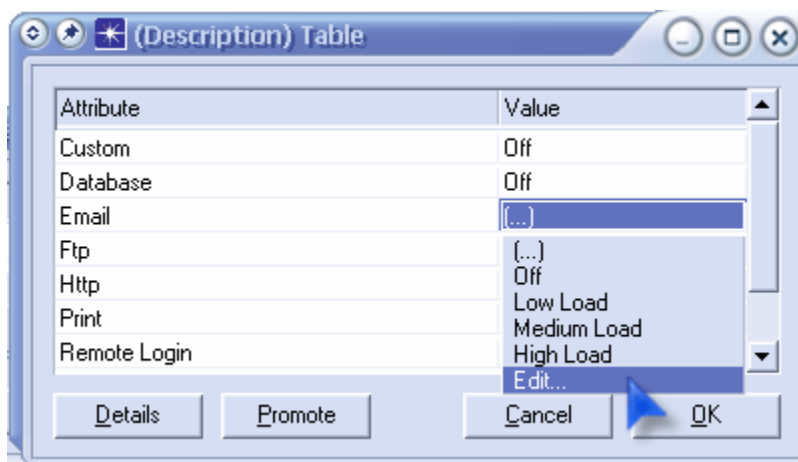 (Description) Table
Attribute Value
Custom Off
Database Off
Email (...)
Ftp
(...)
Off
Http
Low Load
Print
Medium Load
Remote Login
High Load
Edit...
Details Promote Cancel OK